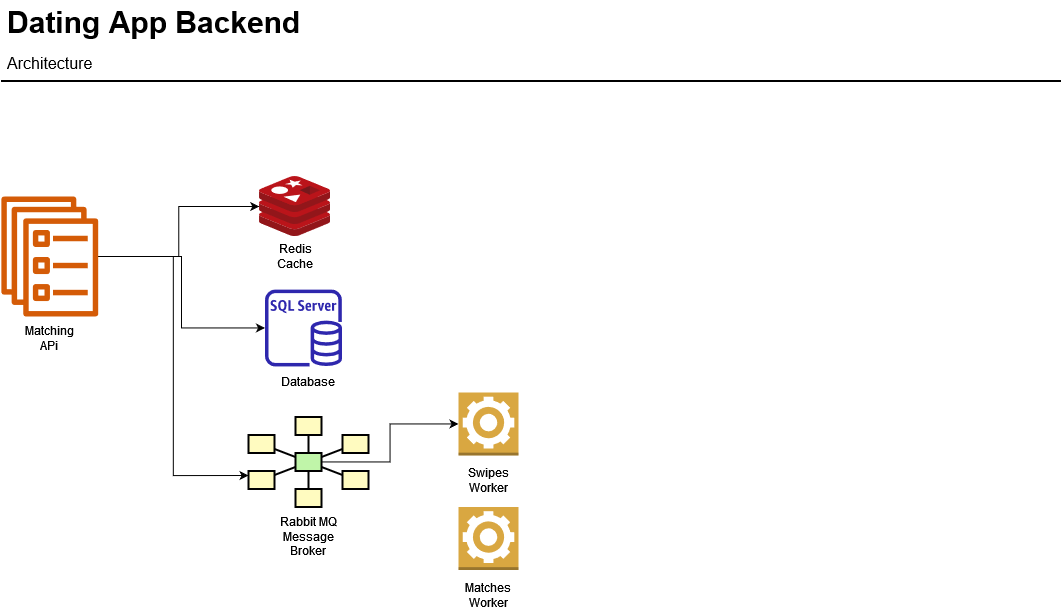 Dating App Backend
Architecture
Redis
Cache
Matching
APi
SQL Server
Database
Swipes
Worker
Rabbit MQ
Message
Broker
Matches
Worker